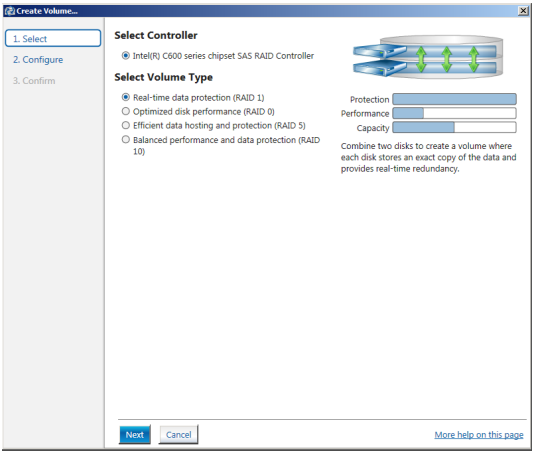 Create Volume...
1. Select
2. Configure
3. Confirm
Select Controller
Intel(R) C600 series chipset SAS RAID Controller
Select Volume Type
Real-time data protection (RAID 1)
Optimized disk performance (RAID 0)
Efficient data hosting and protection (RAID 5)
Balanced performance and data protection (RAID
10)
Protection
Performance
Capacity
Combine two disks to create a volume where
each disk stores an exact copy of the data and
provides real-time redundancy.
Next
Cancel
More help on this page